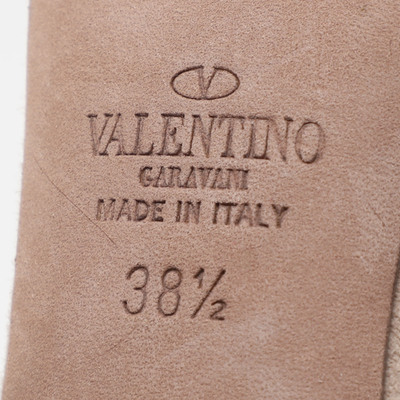 VALENTINO
GARAVANI
MADE IN ITALY
38½